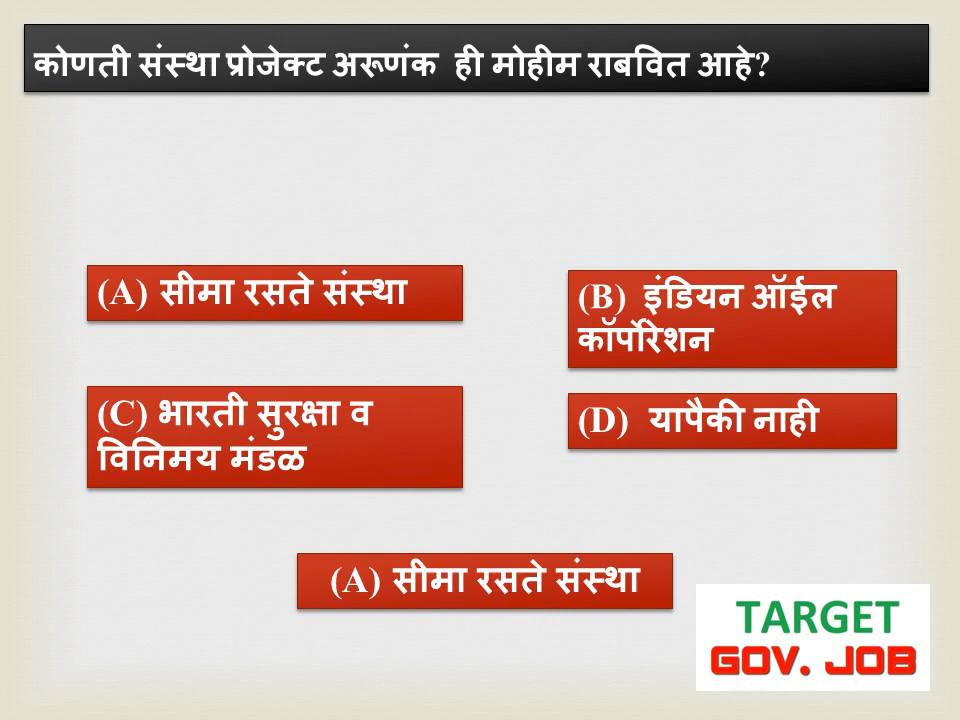 कोणती संस्था प्रोजेक्ट अरूणंक ही मोहीम राबवित आहे?
(A) सीमा रसते संस्था
(B) इंडियन ऑईल
कॉर्पोरेशन
(C) भारती सुरक्षा व
विनिमय मंडळ
(D) यापैकी नाही
(A) सीमा रसते संस्था
TARGET
GOV. JOB